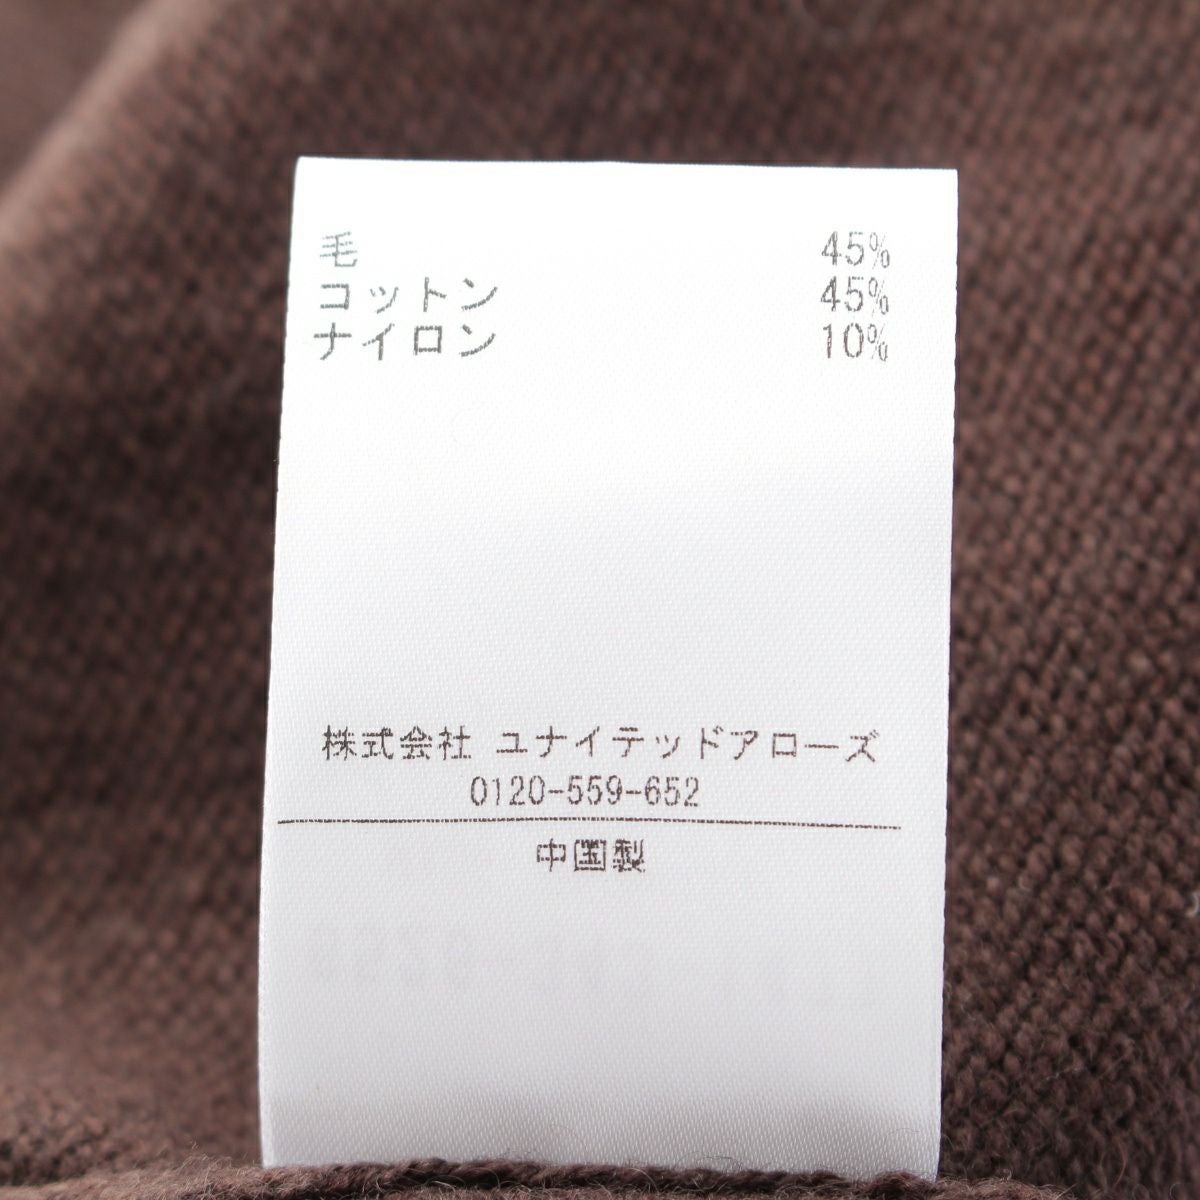 毛 45%
コットン 45%
ナイロン 10%
株式会社 ユナイテッドアローズ
0120-559-652
中国製